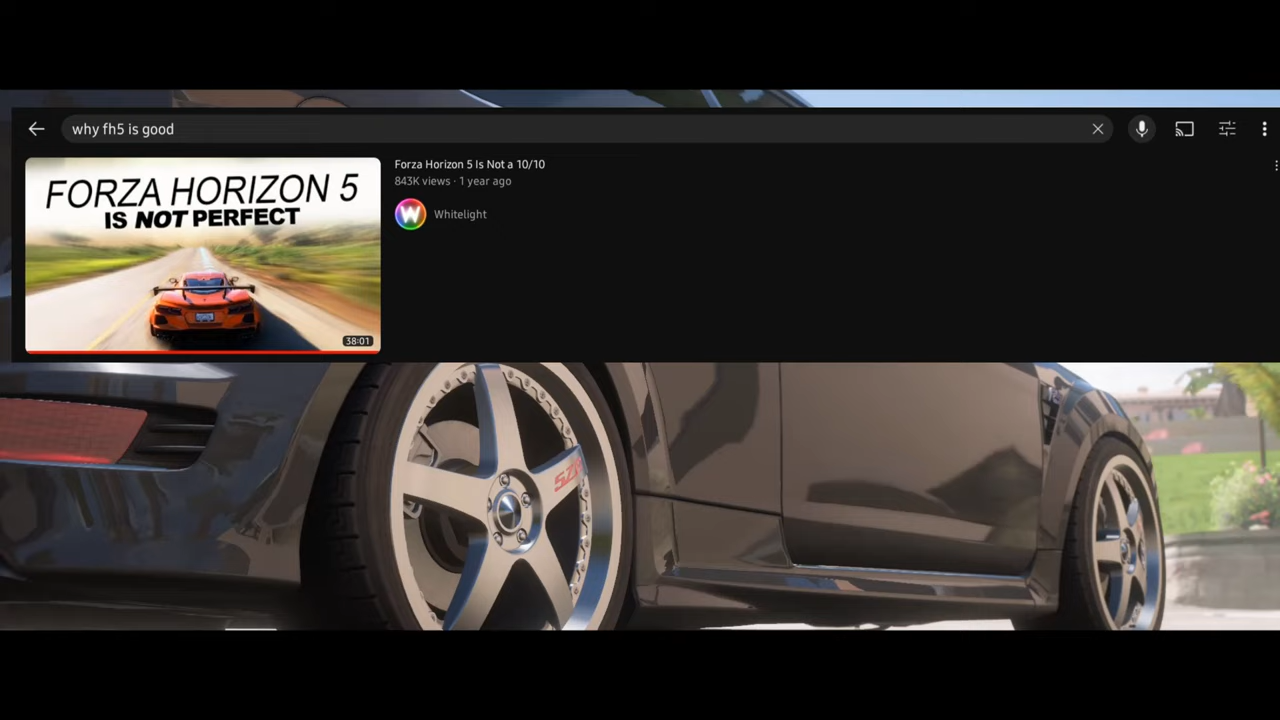 why fh5 is good
FORZA HORIZON 5
IS NOT PERFECT
38:01
Forza Horizon 5 Is Not a 10/10
843K views · 1 year ago
W
Whitelight